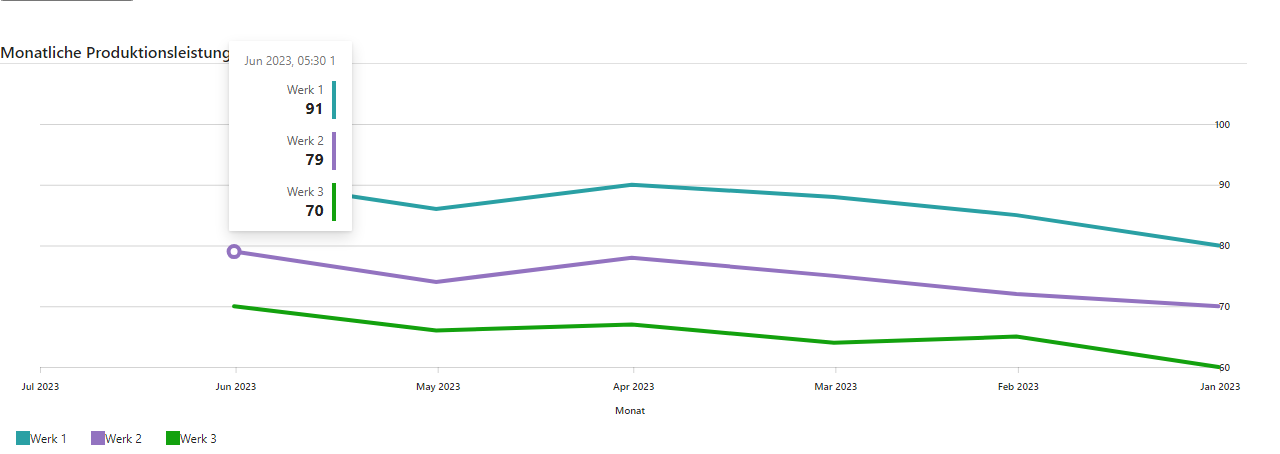 Monatliche Produktionsleistung
Jun 2023, 05:30 1
Werk 1
91
Werk 2
79
Werk 3
70
100
90
80
70
60
Jul 2023
Jun 2023
May 2023
Apr 2023
Mar 2023
Feb 2023
Jan 2023
Monat
Werk 1
Werk 2
Werk 3